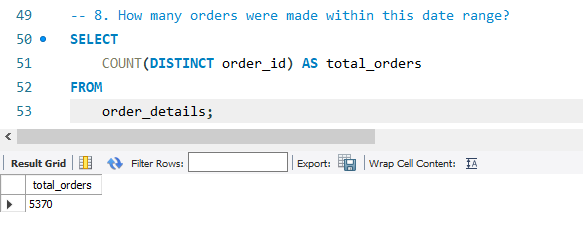 49 -- 8. How many orders were made within this date range?
50 SELECT
51 COUNT(DISTINCT order_id) AS total_orders
52 FROM
53 order_details;
Result Grid Filter Rows: Export: Wrap Cell Content: IA
total_orders
5370